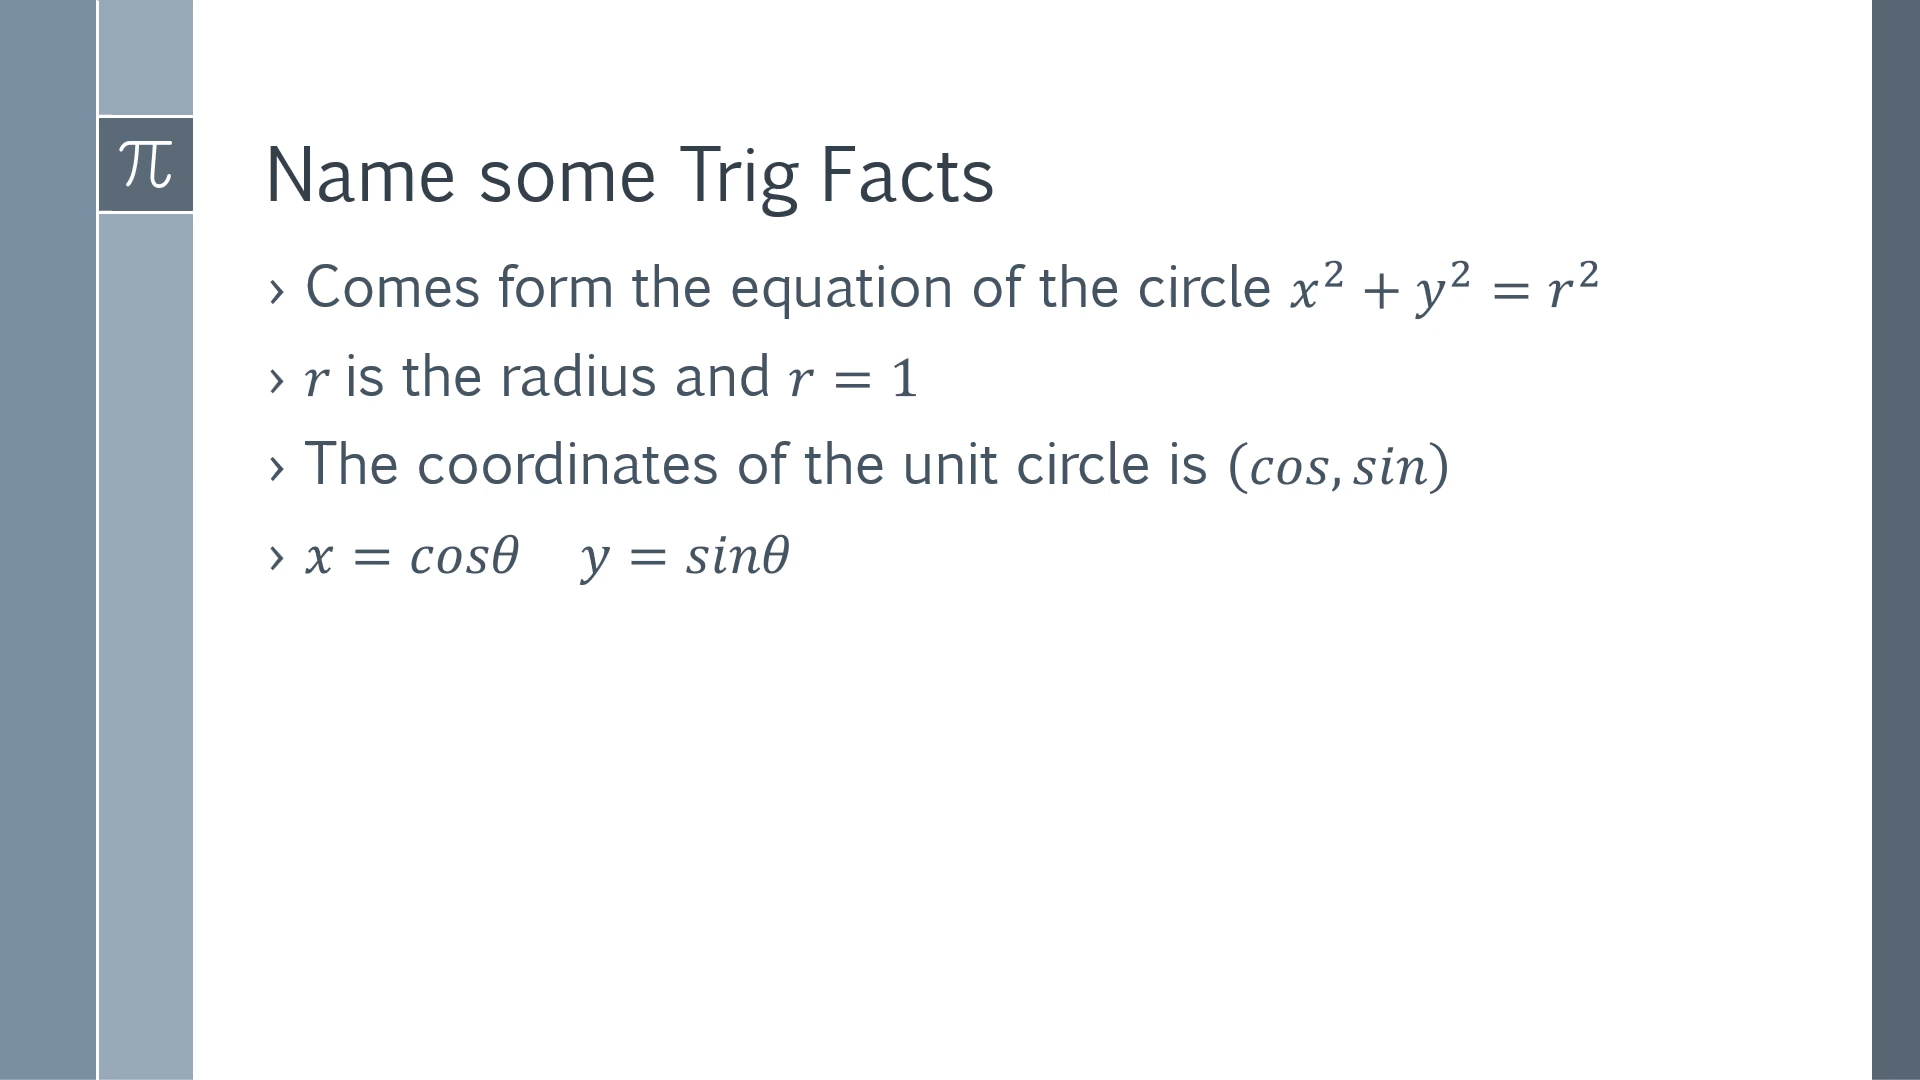 π
Name some Trig Facts
› Comes form the equation of the circle x² + y² = r²
› r is the radius and r = 1
› The coordinates of the unit circle is (cos, sin)
› x = cosθ y = sinθ